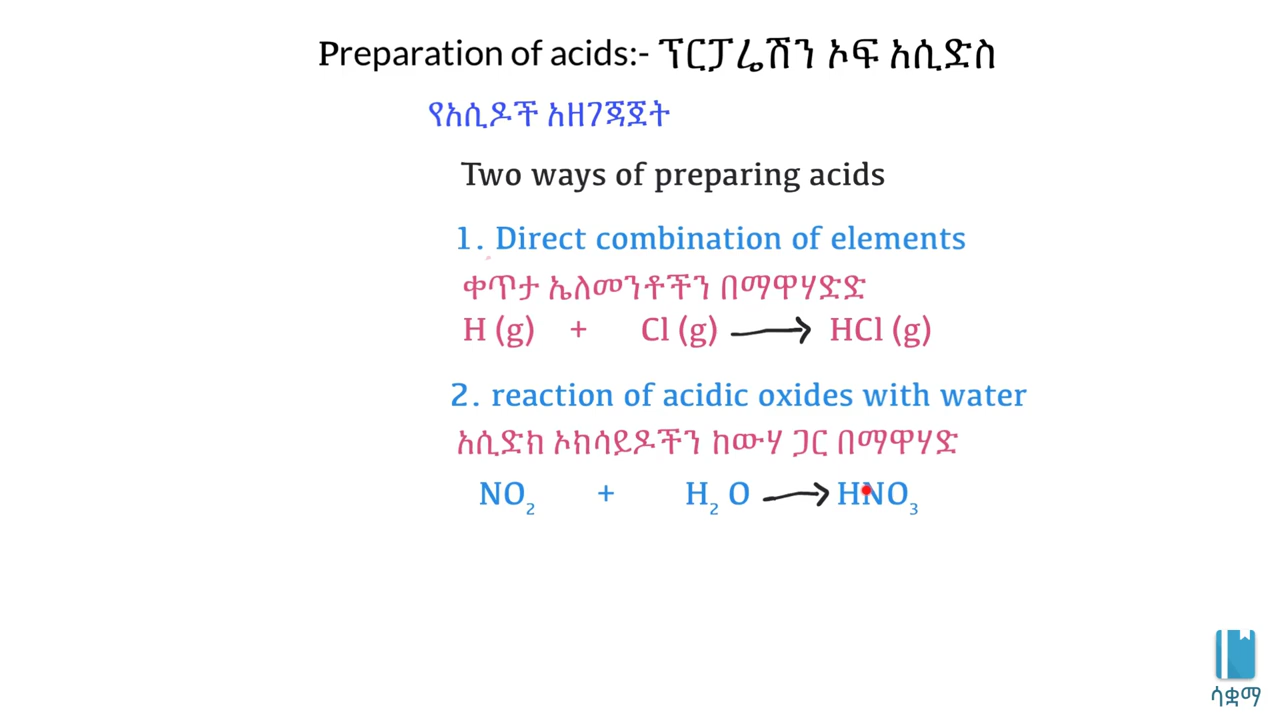 Preparation of acids:- ፕርፓሬሽን ኦፍ አሲድስ
የአሲዶች አዘገጃጀት
Two ways of preparing acids
1. Direct combination of elements
ቀጥታ ኤለመንቶችን በማዋሃድድ
H (g) + Cl (g) ⟶ HCl (g)
2. reaction of acidic oxides with water
አሲድክ ኦክሳይዶችን ከውሃ ጋር በማዋሃድ
NO₂ + H₂ O ⟶ HNO₃
ሳቋማ